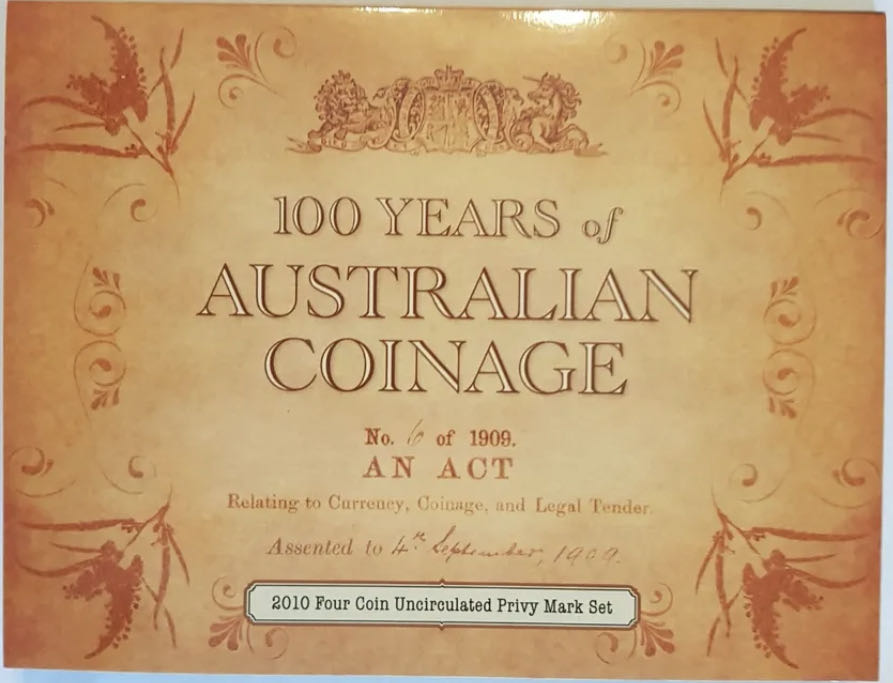 100 YEARS of
AUSTRALIAN
COINAGE
No. 6 of 1909.
AN ACT
Relating to Currency, Coinage, and Legal Tender.
Assented to 4th September, 1909.
2010 Four Coin Uncirculated Privy Mark Set